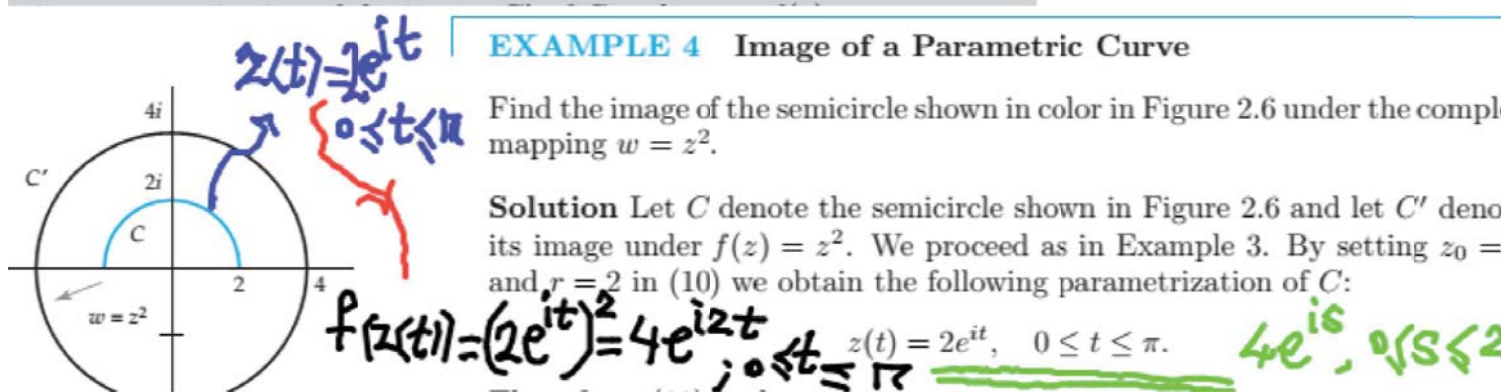 EXAMPLE 4 Image of a Parametric Curve
z(t)=2e^{it}
0≤t≤π
Find the image of the semicircle shown in color in Figure 2.6 under the
mapping w = z².
4i
C′
2i
C
2
4
w = z²
Solution Let C denote the semicircle shown in Figure 2.6 and let C′
its image under f(z) = z². We proceed as in Example 3. By setting z₀ =
and r = 2 in (10) we obtain the following parametrization of C:
f(z(t))=(2e^{it})²=4e^{i2t}, 0≤t≤π
z(t) = 2e^{it}, 0 ≤ t ≤ π.
4e^{is}, 0≤s≤2